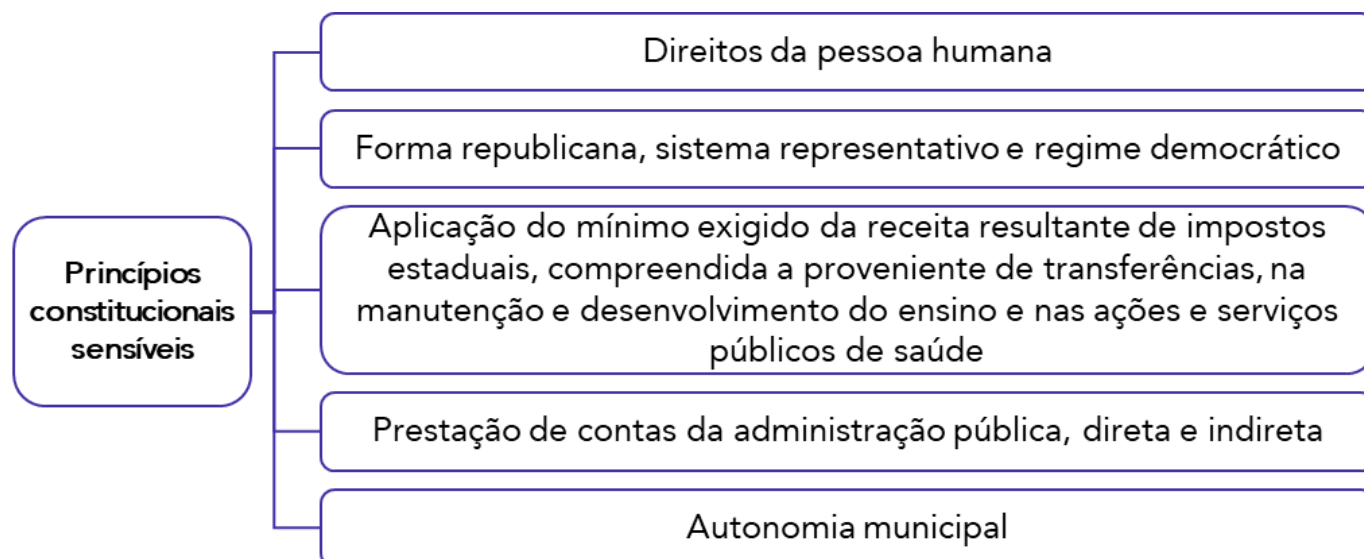 Princípios
constitucionais
sensíveis
Direitos da pessoa humana
Forma republicana, sistema representativo e regime democrático
Aplicação do mínimo exigido da receita resultante de impostos
estaduais, compreendida a proveniente de transferências, na
manutenção e desenvolvimento do ensino e nas ações e serviços
públicos de saúde
Prestação de contas da administração pública, direta e indireta
Autonomia municipal